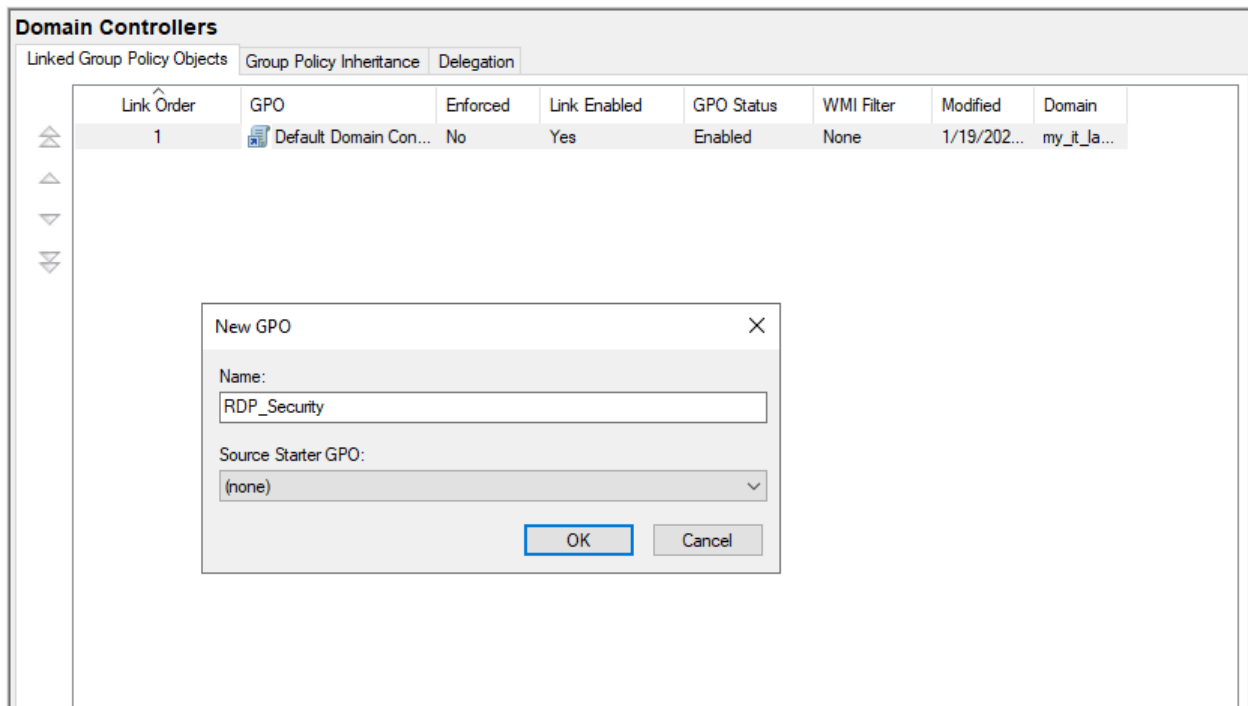 Domain Controllers
Linked Group Policy Objects Group Policy Inheritance Delegation
Link Order GPO Enforced Link Enabled GPO Status WMI Filter Modified Domain
1 Default Domain Con... No Yes Enabled None 1/19/202... my_it_la...
New GPO
Name:
RDP_Security
Source Starter GPO:
(none)
OK Cancel